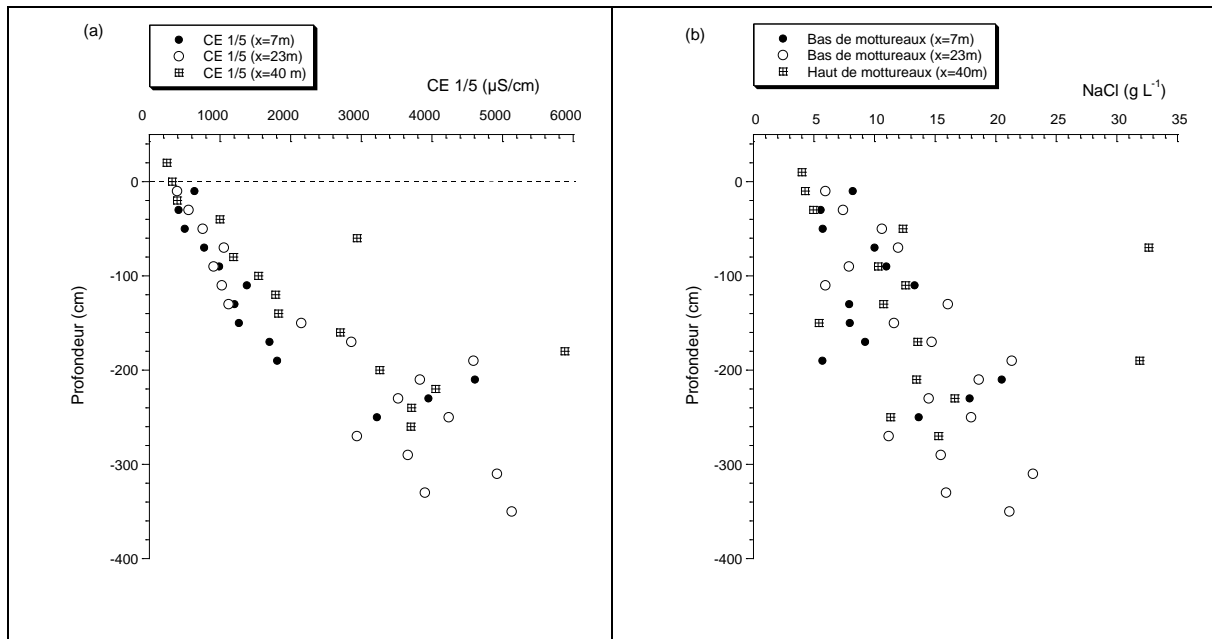 (a)
CE 1/5 (x=7m)
CE 1/5 (x=23m)
CE 1/5 (x=40 m)
CE 1/5 (µS/cm)
0 1000 2000 3000 4000 5000 6000
0
-100
-200
-300
-400
Profondeur (cm)
(b)
Bas de mottureaux (x=7m)
Bas de mottureaux (x=23m)
Haut de mottureaux (x=40m)
NaCl (g L⁻¹)
0 5 10 15 20 25 30 35
0
-100
-200
-300
-400
Profondeur (cm)